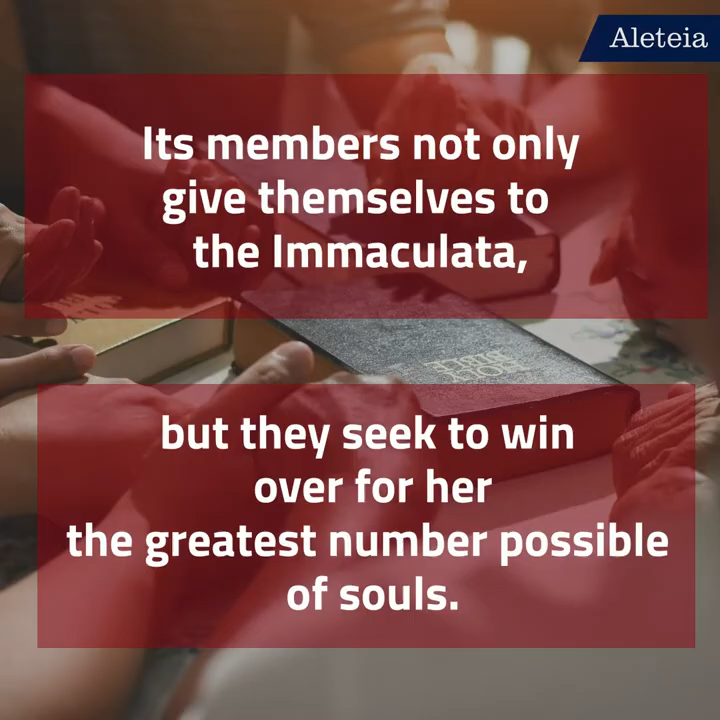 Aleteia
Its members not only
give themselves to
the Immaculata,
HOLY
BIBLE
but they seek to win
over for her
the greatest number possible
of souls.